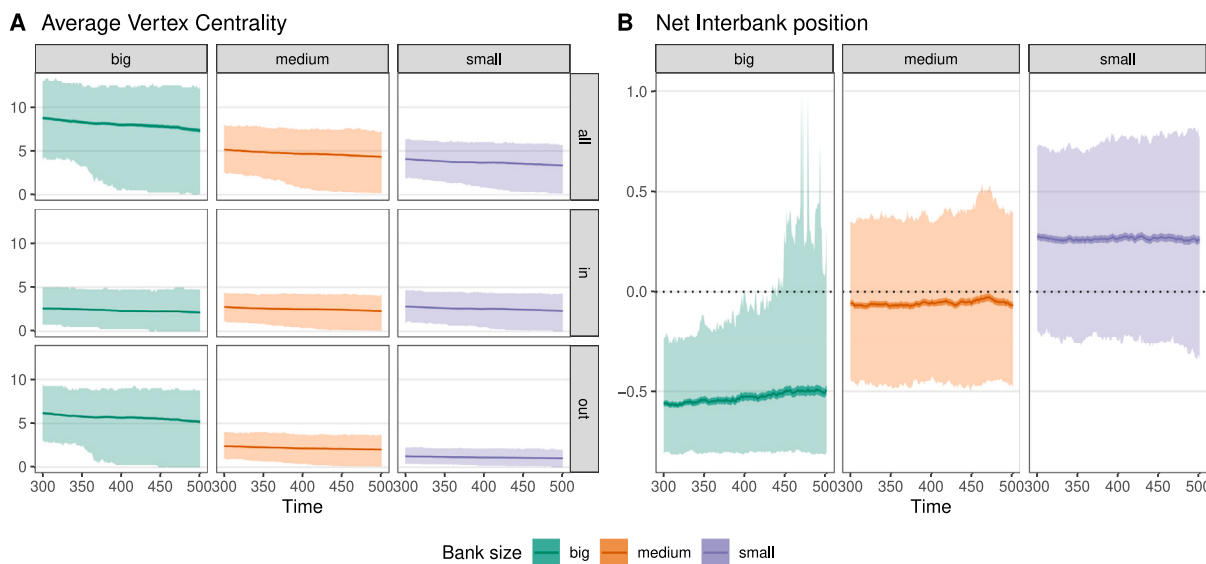 A Average Vertex Centrality
big medium small
10
5
0
all
10
5
0
in
10
5
0
out
300 350 400 450 500 300 350 400 450 500 300 350 400 450 500
Time
B Net Interbank position
big medium small
1.0
0.5
0.0
−0.5
300 350 400 450 500 300 350 400 450 500 300 350 400 450 500
Time
Bank size big medium small